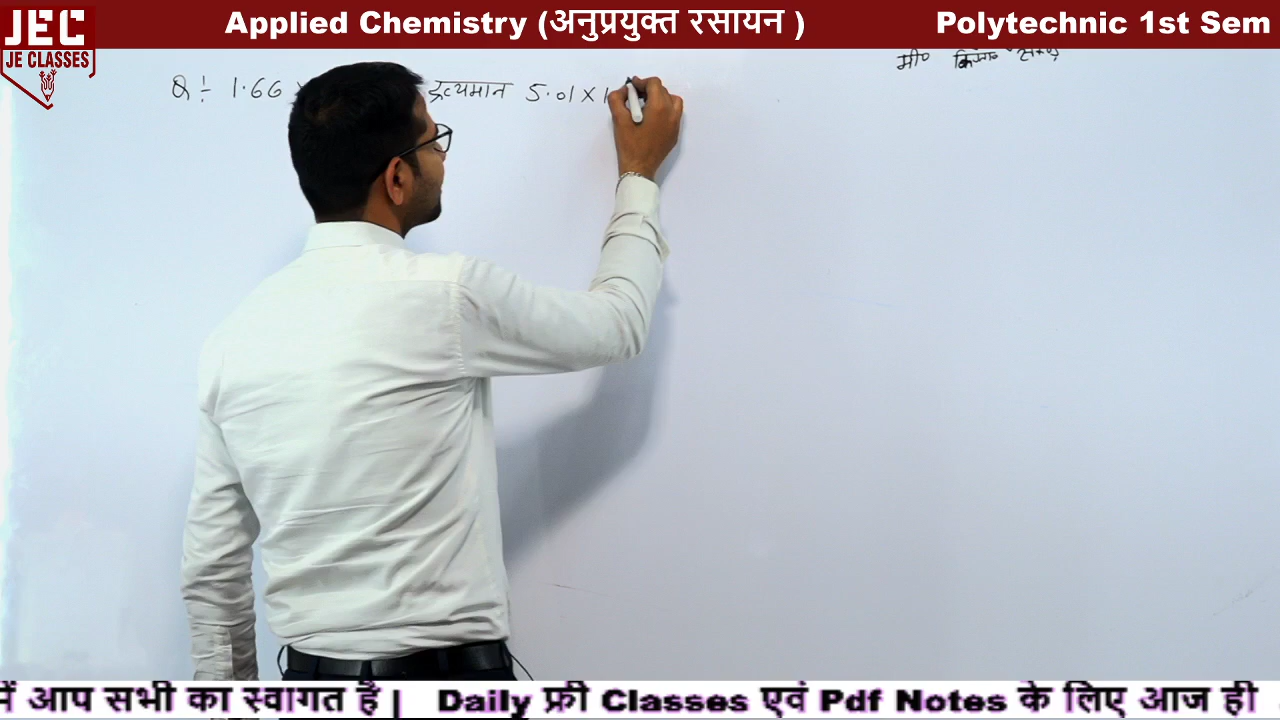 JEC
JE CLASSES
Applied Chemistry (अनुप्रयुक्त रसायन )
Polytechnic 1st Sem
मी०
Q ÷ 1.66 द्रव्यमान 5.01 X 1
में आप सभी का स्वागत है | Daily फ्री Classes एवं Pdf Notes के लिए आज ही